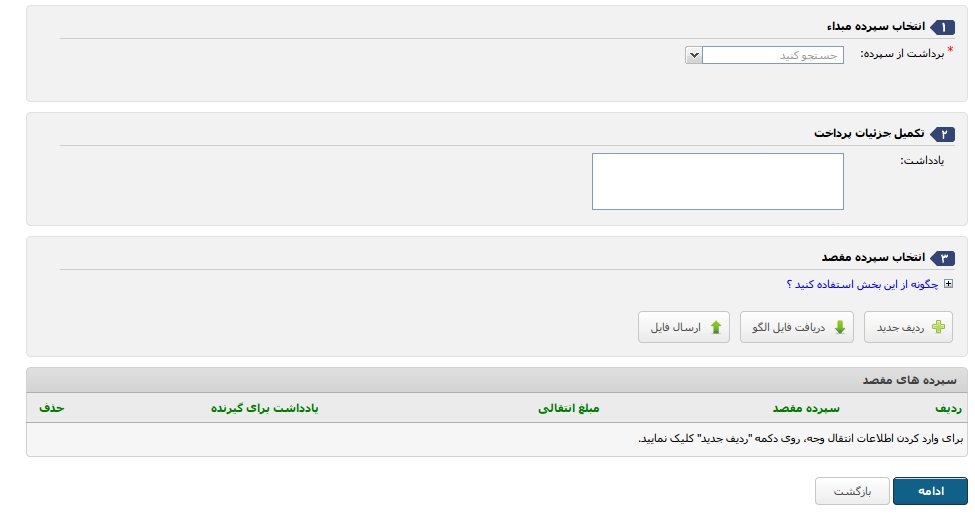 ۱ انتخاب سپرده مبداء
* برداشت از سپرده: جستجو کنید
۲ تکمیل جزئیات پرداخت
یادداشت:
۳ انتخاب سپرده مقصد
چگونه از این بخش استفاده کنید ؟
ردیف جدید دریافت فایل الگو ارسال فایل
سپرده های مقصد
ردیف سپرده مقصد مبلغ انتقالی یادداشت برای گیرنده حذف
برای وارد کردن اطلاعات انتقال وجه، روی دکمه "ردیف جدید" کلیک نمایید.
ادامه بازگشت